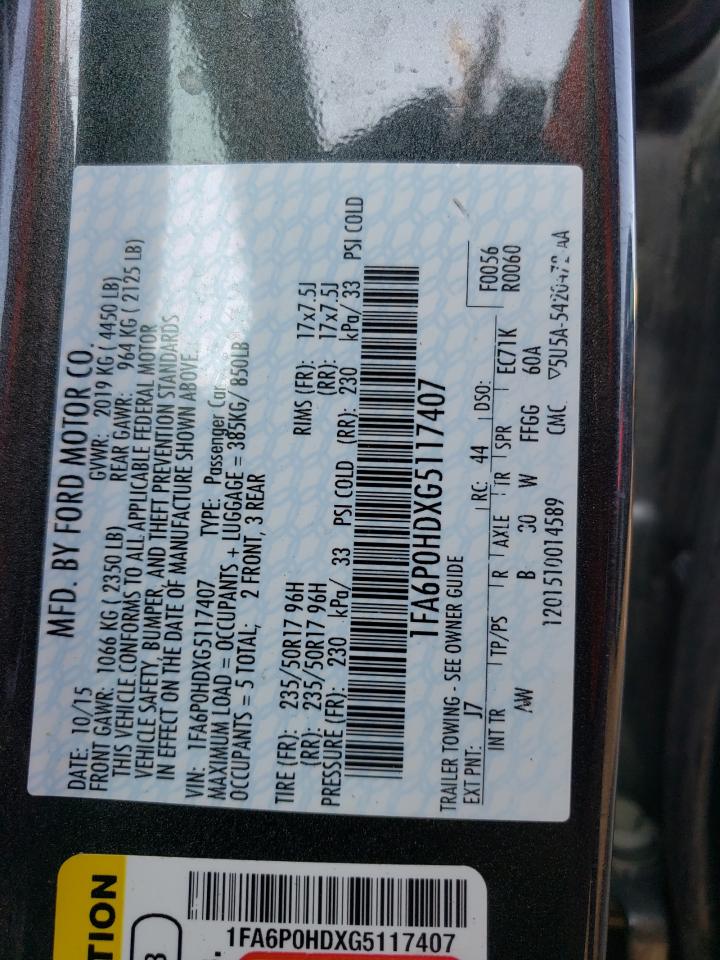 MFD. BY FORD MOTOR CO.
DATE: 10/15 GVWR: 2019 KG ( 4450 LB)
FRONT GAWR: 1066 KG ( 2350 LB) REAR GAWR: 964 KG ( 2125 LB)
THIS VEHICLE CONFORMS TO ALL APPLICABLE FEDERAL MOTOR
VEHICLE SAFETY, BUMPER, AND THEFT PREVENTION STANDARDS
IN EFFECT ON THE DATE OF MANUFACTURE SHOWN ABOVE.
VIN: 1FA6P0HDXG5117407 TYPE: Passenger Car
MAXIMUM LOAD = OCCUPANTS + LUGGAGE = 385KG/ 850LB
OCCUPANTS = 5 TOTAL; 2 FRONT, 3 REAR
TIRE (FR): 235/50R17 96H RIMS (FR): 17x7.5J
(RR): 235/50R17 96H (RR): 17x7.5J
PRESSURE (FR): 230 kPa/ 33 PSI COLD (RR): 230 kPa/ 33 PSI COLD
1FA6P0HDXG5117407
TRAILER TOWING - SEE OWNER GUIDE
EXT PNT: J7 RC: 44 DSO: F0056
R0060
INT TR TP/PS R AXLE TR SPR EC71K
AW B 30 W FFGG 60A
1201510014589 CMC
TION
1FA6P0HDXG5117407